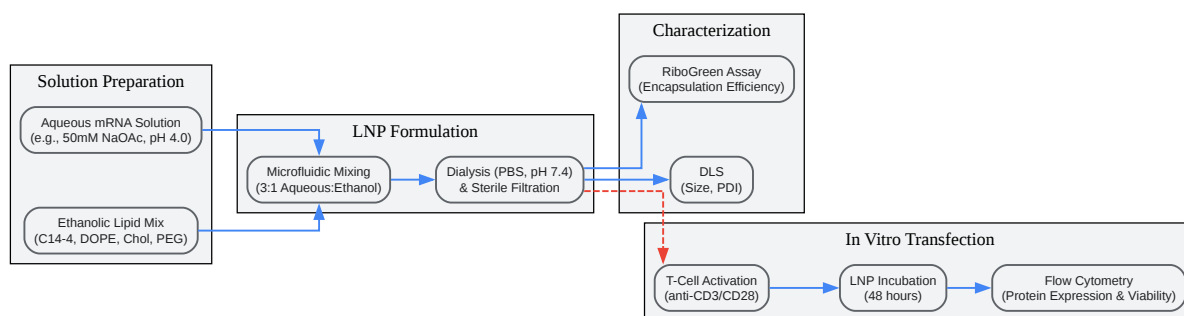 Solution Preparation
Aqueous mRNA Solution
(e.g., 50mM NaOAc, pH 4.0)
Ethanolic Lipid Mix
(C14-4, DOPE, Chol, PEG)
LNP Formulation
Microfluidic Mixing
(3:1 Aqueous:Ethanol)
Dialysis (PBS, pH 7.4)
& Sterile Filtration
Characterization
RiboGreen Assay
(Encapsulation Efficiency)
DLS
(Size, PDI)
In Vitro Transfection
T-Cell Activation
(anti-CD3/CD28)
LNP Incubation
(48 hours)
Flow Cytometry
(Protein Expression & Viability)